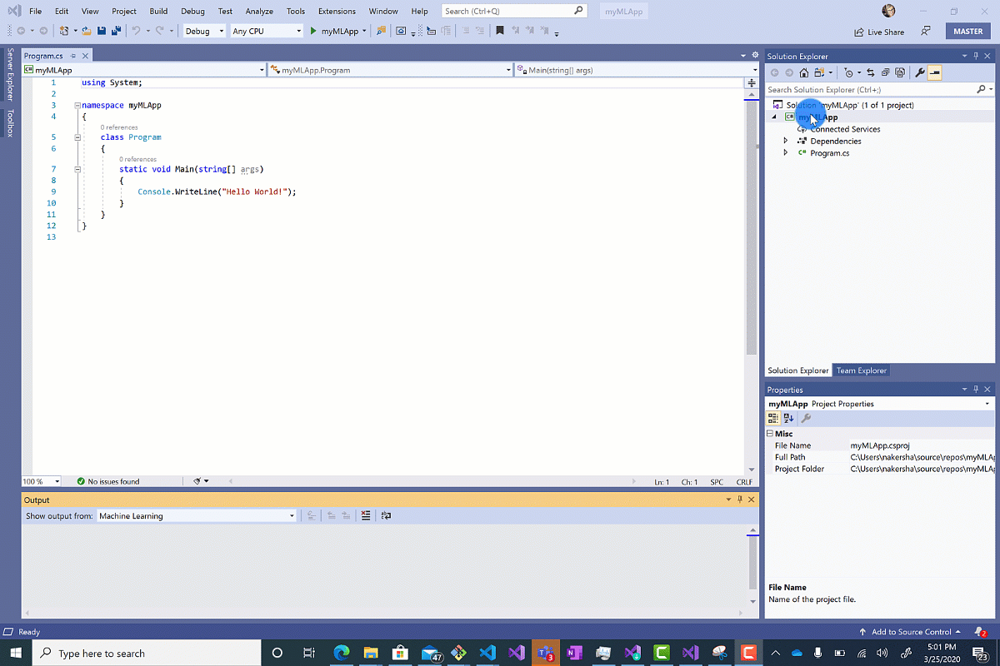 File Edit View Project Build Debug Test Analyze Tools Extensions Window Help Search (Ctrl+Q) myMLApp
Debug Any CPU myMLApp Live Share MASTER
Server Explorer
Toolbox
Program.cs
myMLApp myMLApp.Program Main(string[] args)
1 using System;
2
3 namespace myMLApp
4 {
0 references
5 class Program
6 {
0 references
7 static void Main(string[] args)
8 {
9 Console.WriteLine("Hello World!");
10 }
11 }
12 }
13
100 % No issues found Ln: 1 Ch: 1 SPC CRLF
Output
Show output from: Machine Learning
Solution Explorer
Search Solution Explorer (Ctrl+;)
Solution 'myMLApp' (1 of 1 project)
myMLApp
Connected Services
Dependencies
C# Program.cs
Solution Explorer Team Explorer
Properties
myMLApp Project Properties
Misc
File Name myMLApp.csproj
Full Path C:\Users\nakersha\source\repos\myMLA
Project Folder C:\Users\nakersha\source\repos\myMLA
File Name
Name of the project file.
Ready Add to Source Control 2
Type here to search 47 3 5:01 PM
3/25/2020 23